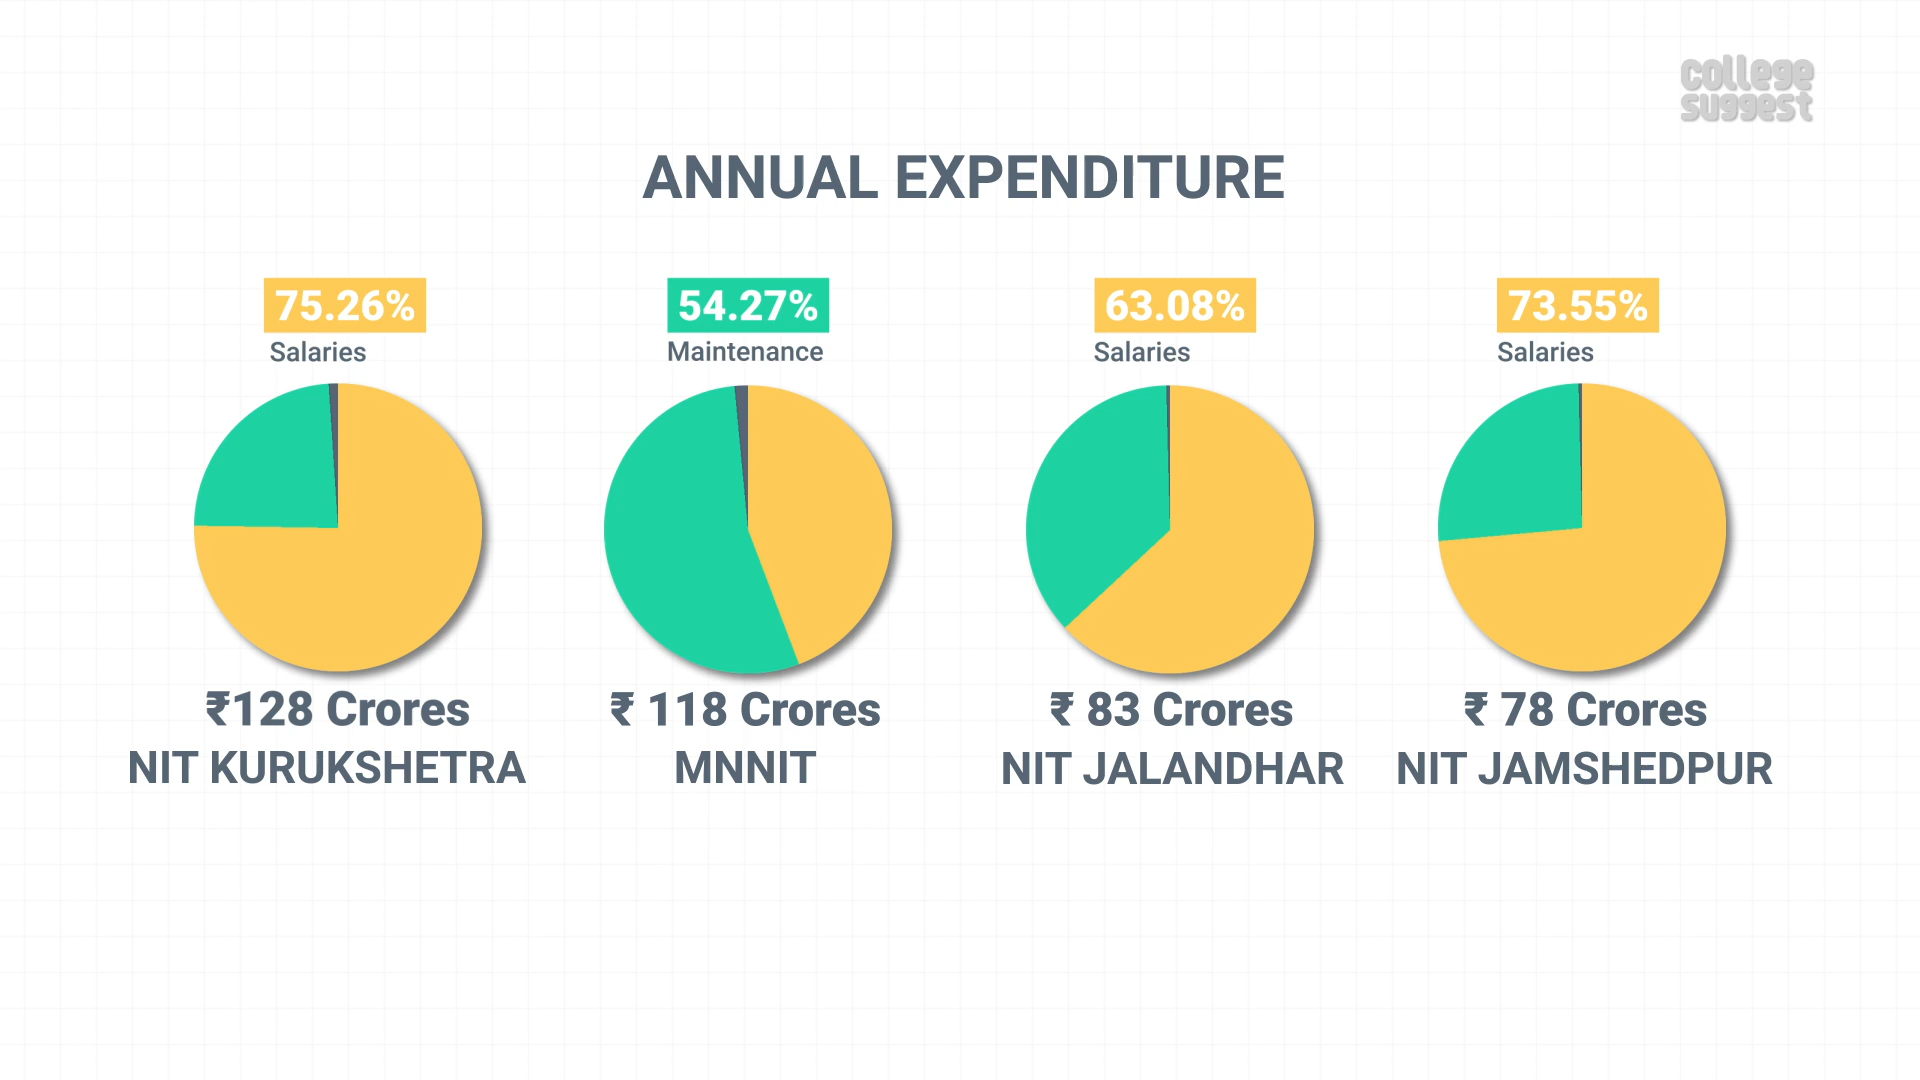 college
suggest
ANNUAL EXPENDITURE
75.26%
Salaries
54.27%
Maintenance
63.08%
Salaries
73.55%
Salaries
₹128 Crores
NIT KURUKSHETRA
₹ 118 Crores
MNNIT
₹ 83 Crores
NIT JALANDHAR
₹ 78 Crores
NIT JAMSHEDPUR